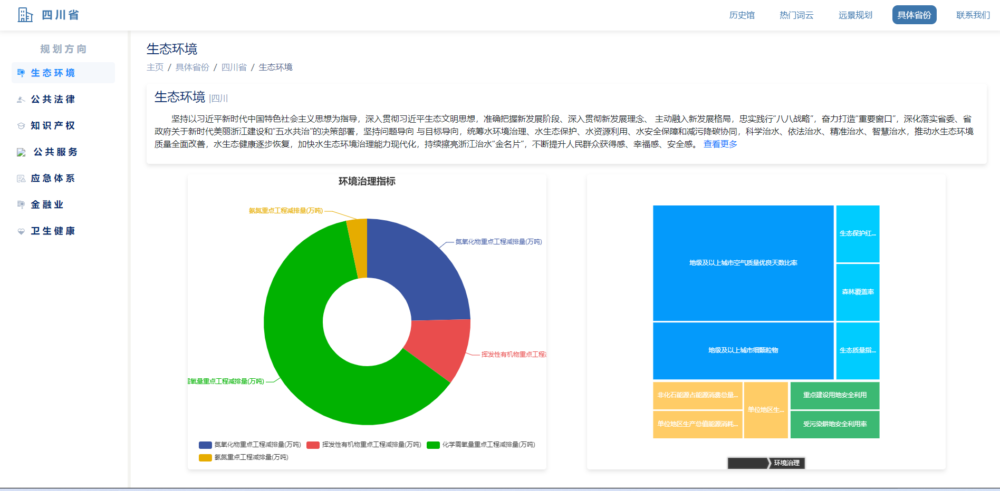 四川省
历史馆 热门词云 远景规划 具体省份 联系我们
规划方向
生态环境
公共法律
知识产权
公共服务
应急体系
金融业
卫生健康
生态环境
主页 / 具体省份 / 四川省 / 生态环境
生态环境 |四川
坚持以习近平新时代中国特色社会主义思想为指导，深入贯彻习近平生态文明思想，准确把握新发展阶段、深入贯彻新发展理念、 主动融入新发展格局，忠实践行“八八战略”，奋力打造“重要窗口”，深化落实省委、省
政府关于新时代美丽浙江建设和“五水共治”的决策部署，坚持问题导向 与目标导向，统筹水环境治理、水生态保护、水资源利用、水安全保障和减污降碳协同，科学治水、依法治水、精准治水、智慧治水，推动水生态环境
质量全面改善，水生态健康逐步恢复，加快水生态环境治理能力现代化，持续擦亮浙江治水“金名片”，不断提升人民群众获得感、幸福感、安全感。 查看更多
环境治理指标
氨氮重点工程减排量(万吨)
氮氧化物重点工程减排量(万吨)
挥发性有机物重点工程
需氧量重点工程减排量(万吨)
氮氧化物重点工程减排量(万吨) 挥发性有机物重点工程减排量(万吨) 化学需氧量重点工程减排量(万吨)
氨氮重点工程减排量(万吨)
地级及以上城市空气质量优良天数比率
生态保护红...
森林覆盖率
地级及以上城市细颗粒物
生态质量指...
非化石能源占能源消费总量...
单位地区生...
重点建设用地安全利用
单位地区生产总值能源消耗...
受污染耕地安全利用率
环境治理